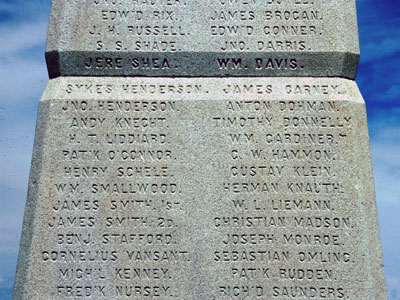 EDW'D RIX. JAMES BROGAN.
J. H. RUSSELL. EDW'D CONNER.
S. S. SHADE. JNO. DARRIS.
JERE SHEA. WM. DAVIS.
SYKES HENDERSON. JAMES CARNEY.
JNO. HENDERSON. ANTON DOHMAN.
ANDY KNECHT. TIMOTHY DONNELLY
H. T. LIDDIARD. WM. GARDINER.
PAT'K O'CONNOR. C. W. HAMMON.
HENRY SCHELE. GUSTAV KLEIN.
WM. SMALLWOOD. HERMAN KNAUTH.
JAMES SMITH. 1ST. W. L. LIEMANN.
JAMES SMITH 2D. CHRISTIAN MADSON.
BENJ. STAFFORD. JOSEPH MONROE.
CORNELIUS VANSANT. SEBASTIAN OMLING.
MICH'L KENNEY. PAT'K RUDDEN.
FRED'K NURSEY. RICH'D SAUNDERS.